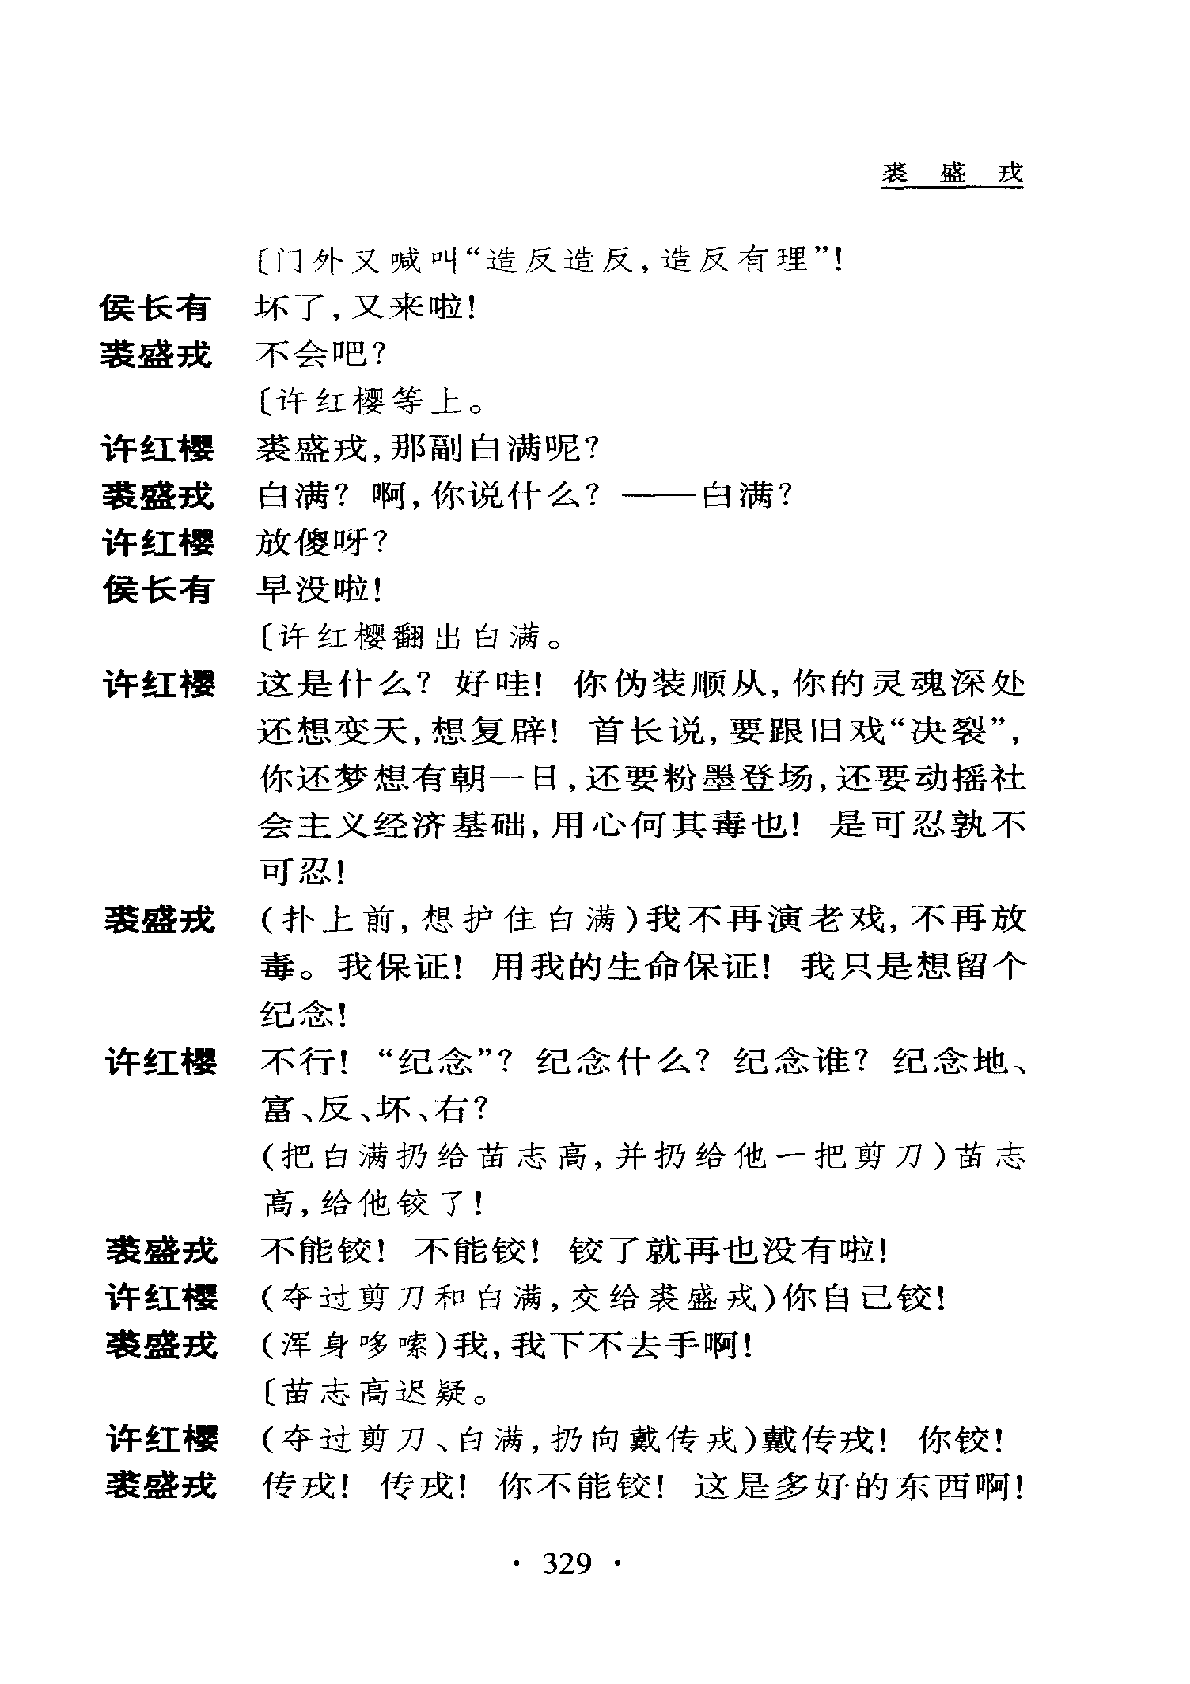 裘 盛 戎
〔门外又喊叫“造反造反,造反有理”!
侯长有 坏了,又来啦!
裘盛戎 不会吧?
〔许红樱等上。
许红樱 裘盛戎,那副白满呢?
裘盛戎 白满? 啊,你说什么? ——白满?
许红樱 放傻呀?
侯长有 早没啦!
〔许红樱翻出白满。
许红樱 这是什么? 好哇! 你伪装顺从,你的灵魂深处
还想变天,想复辟! 首长说,要跟旧戏“决裂”,
你还梦想有朝一日,还要粉墨登场,还要动摇社
会主义经济基础,用心何其毒也! 是可忍孰不
可忍!
裘盛戎 (扑上前,想护住白满)我不再演老戏,不再放
毒。我保证! 用我的生命保证! 我只是想留个
纪念!
许红樱 不行! “纪念”? 纪念什么? 纪念谁? 纪念地、
富、反、坏、右?
(把白满扔给苗志高,并扔给他一把剪刀)苗志
高,给他铰了!
裘盛戎 不能铰! 不能铰! 铰了就再也没有啦!
许红樱 (夺过剪刀和白满,交给裘盛戎)你自己铰!
裘盛戎 (浑身哆嗦)我,我下不去手啊!
〔苗志高迟疑。
许红樱 (夺过剪刀、白满,扔向戴传戎)戴传戎! 你铰!
裘盛戎 传戎! 传戎! 你不能铰! 这是多好的东西啊!
· 329 ·